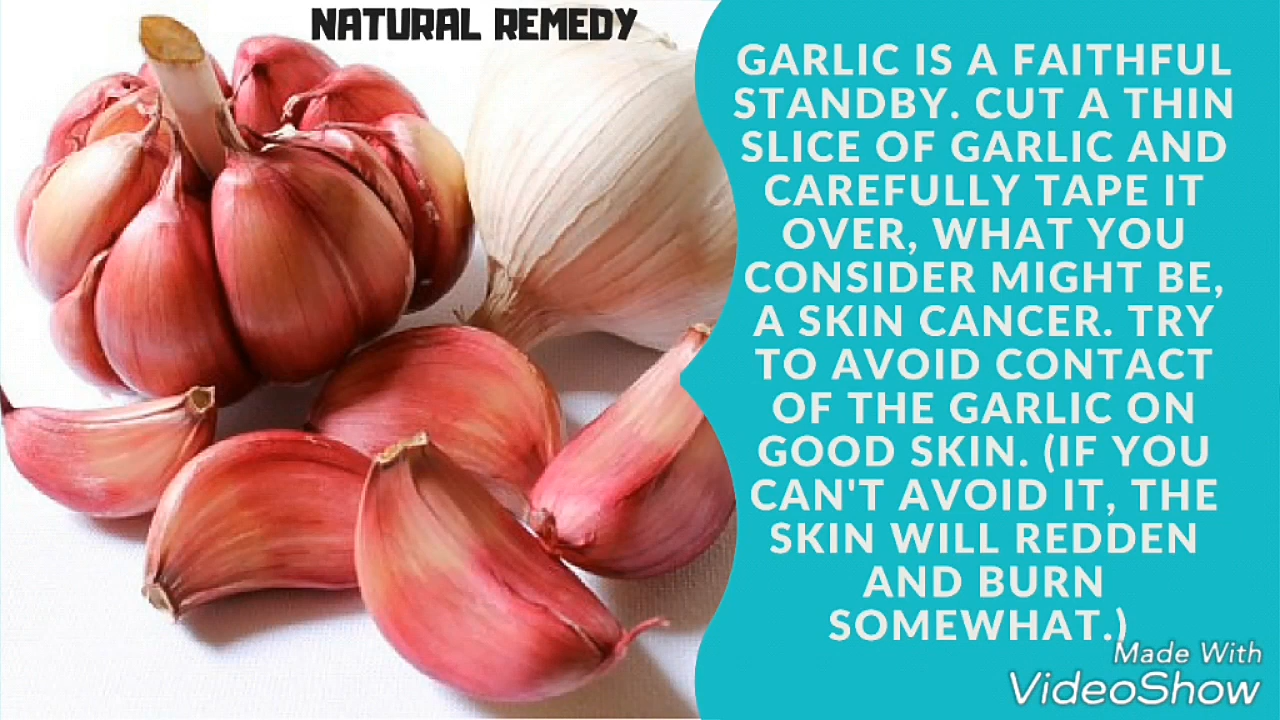 NATURAL REMEDY
GARLIC IS A FAITHFUL
STANDBY. CUT A THIN
SLICE OF GARLIC AND
CAREFULLY TAPE IT
OVER, WHAT YOU
CONSIDER MIGHT BE,
A SKIN CANCER. TRY
TO AVOID CONTACT
OF THE GARLIC ON
GOOD SKIN. (IF YOU
CAN'T AVOID IT, THE
SKIN WILL REDDEN
AND BURN
SOMEWHAT.)
Made With
VideoShow